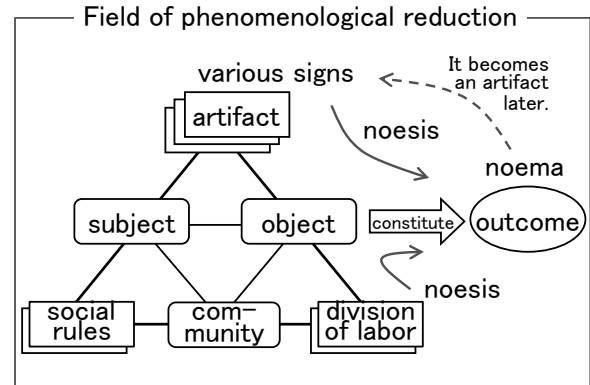 Field of phenomenological reduction
various signs
It becomes
an artifact
later.
artifact
noesis
noema
subject
object
constitute
outcome
noesis
social
rules
com-
munity
division
of labor